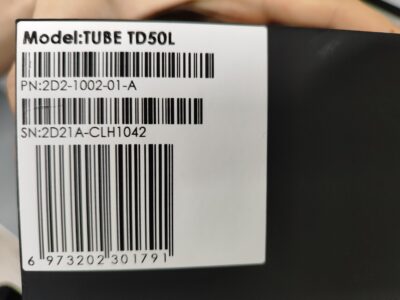 Model:TUBE TD50L
PN:2D2-1002-01-A
SN:2D21A-CLH1042
6 973202 301791